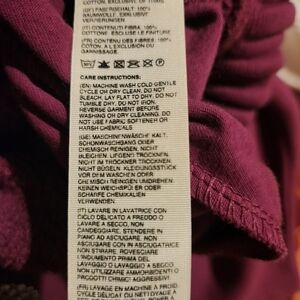 COTTON, EXCLUSIVE OF TRIM
(DE) FASERGEHALT: 100%
BAUMWOLLE. EXKLUSIVE
VERZIERUNGEN
(IT) CONTENUTO FIBRA: 100%
COTTONE. ESCLUSO LE FINITURE
(FR) CONTENU DES FIBRES: 100%
COTON, A L'EXCLUSION DU
CARE INSTRUCTIONS:
(EN) MACHINE WASH COLD GENTLE
CYCLE OR DRY CLEAN, DO NOT
BLEACH, LAY FLAT TO DRY. DO NOT
TUMBLE DRY. DO NOT IRON.
REVERSE GARMENT BEFORE
WASHING OR DRY CLEANING. DO NOT
USE FABRIC SOFTENER OR
HARSH CHEMICALS
(DE) MASCHINENWÄSCHE KALT,
SCHONWASCHGANG ODER
CHEMISCH REINIGEN, NICHT
BLEICHEN, LIEGEND TROCKNEN,
NICHT IM TROCKNER TROCKNEN,
NICHT BÜGELN. KLEIDUNGSSTÜCK
VOR DEM WASCHEN ODER
CHEMISCH REINIGEN UMDREHEN.
KEINEN WEICHSPÜLER ODER
STARKE CHEMIKALIEN
VERWENDEN
(IT) LAVARE IN LAVATRICE CON
CICLO DELICATO A FREDDO O
LAVARE A SECCO, NON
CANDEGGIARE, STENDERE IN
PIANO AD ASCIUGARE. NON
ASCIUGARE IN ASCIUGATRICE.
NON STIRARE. ROVESCIARE
L'INDUMENTO PRIMA DEL
LAVAGGIO O LAVAGGIO A SECCO.
NON UTILIZZARE AMMORBIDENTI
O PRODOTTI CHIMICI
AGGRESSIVI
(FR) LAVAGE EN MACHINE À FROID,
CYCLE DÉLICAT OU NETTOYAGE À